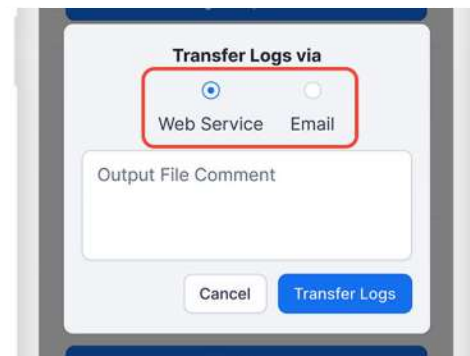 Transfer Logs via
Web Service Email
Output File Comment
Cancel Transfer Logs